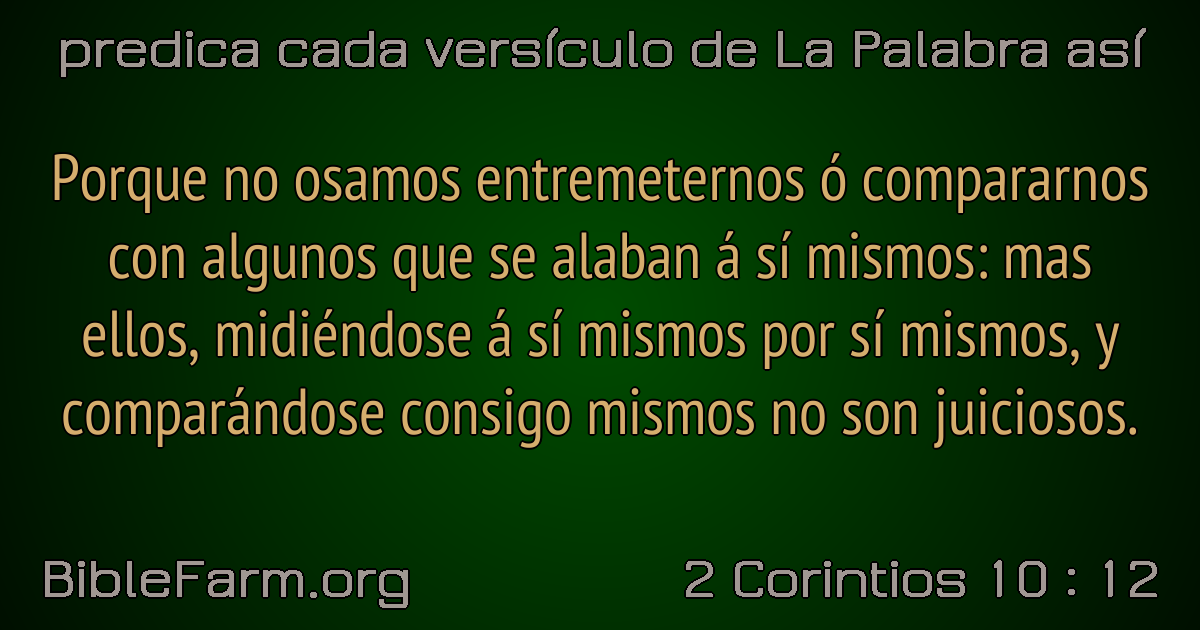 predica cada versículo de La Palabra así
Porque no osamos entremeternos ó compararnos
con algunos que se alaban á sí mismos: mas
ellos, midiéndose á sí mismos por sí mismos, y
comparándose consigo mismos no son juiciosos.
BibleFarm.org
2 Corintios 10 : 12